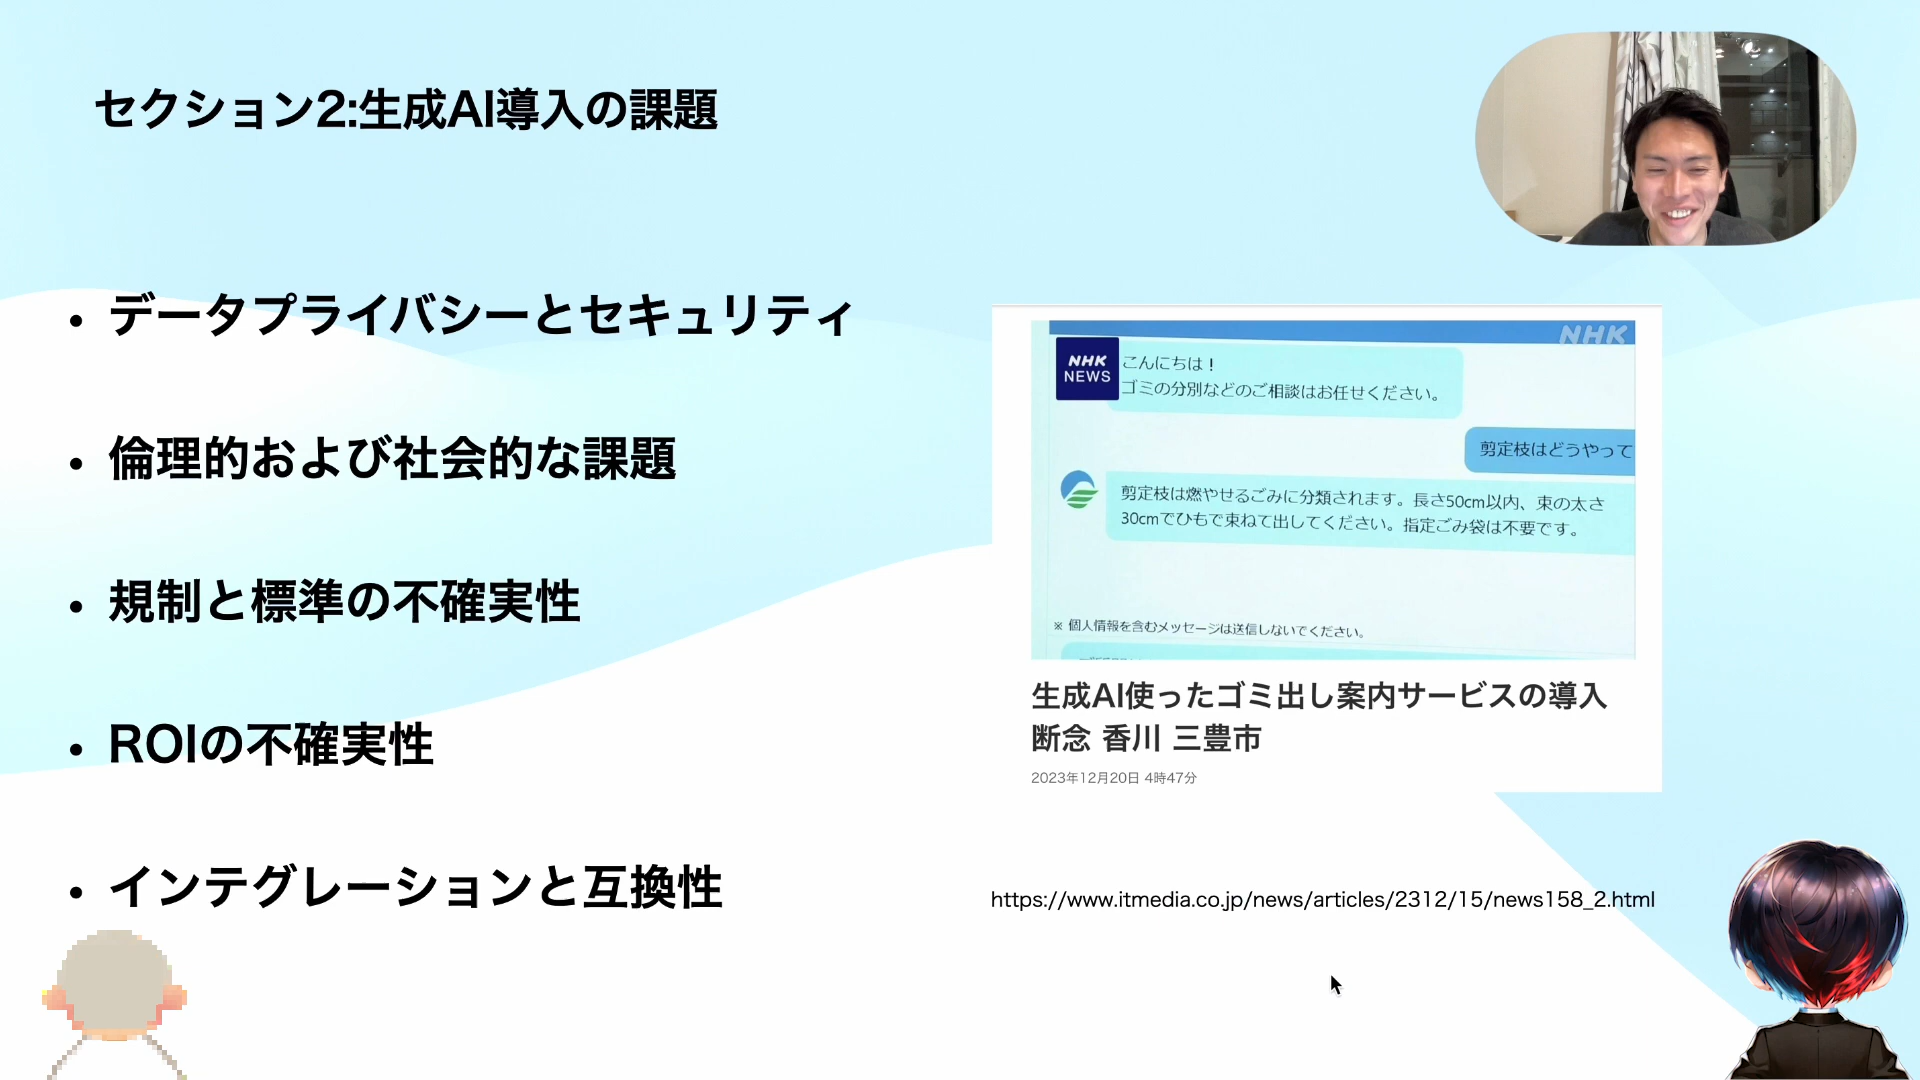 セクション2:生成AI導入の課題
• データプライバシーとセキュリティ
• 倫理的および社会的な課題
• 規制と標準の不確実性
• ROIの不確実性
• インテグレーションと互換性
NHK
NHK
NEWS
こんにちは！
ゴミの分別などのご相談はお任せください。
剪定枝はどうやって
剪定枝は燃やせるごみに分類されます。長さ50cm以内、束の太さ
30cmでひもで束ねて出してください。指定ごみ袋は不要です。
※ 個人情報を含むメッセージは送信しないでください。
生成AI使ったゴミ出し案内サービスの導入
断念 香川 三豊市
2023年12月20日 4時47分
https://www.itmedia.co.jp/news/articles/2312/15/news158_2.html